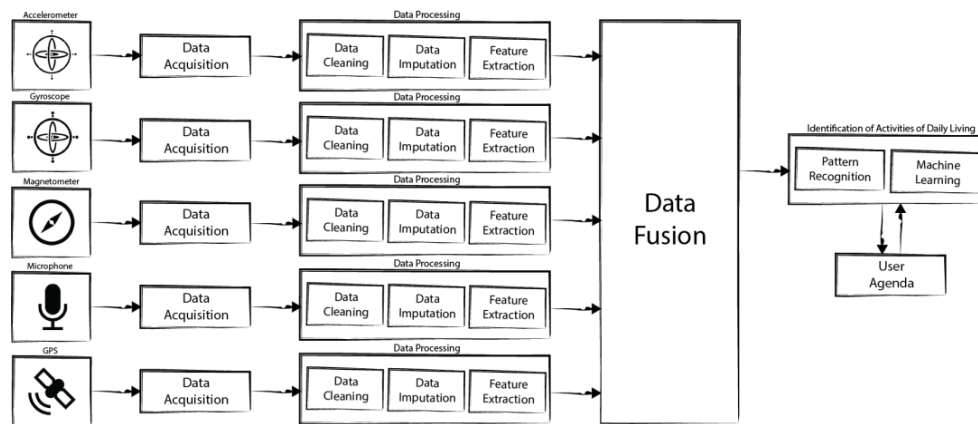 Accelerometer
Data
Acquisition
Data Processing
Data
Cleaning
Data
Imputation
Feature
Extraction
Gyroscope
Data
Acquisition
Data Processing
Data
Cleaning
Data
Imputation
Feature
Extraction
Magnetometer
Data
Acquisition
Data Processing
Data
Cleaning
Data
Imputation
Feature
Extraction
Microphone
Data
Acquisition
Data Processing
Data
Cleaning
Data
Imputation
Feature
Extraction
GPS
Data
Acquisition
Data Processing
Data
Cleaning
Data
Imputation
Feature
Extraction
Data
Fusion
Identification of Activities of Daily Living
Pattern
Recognition
Machine
Learning
User
Agenda